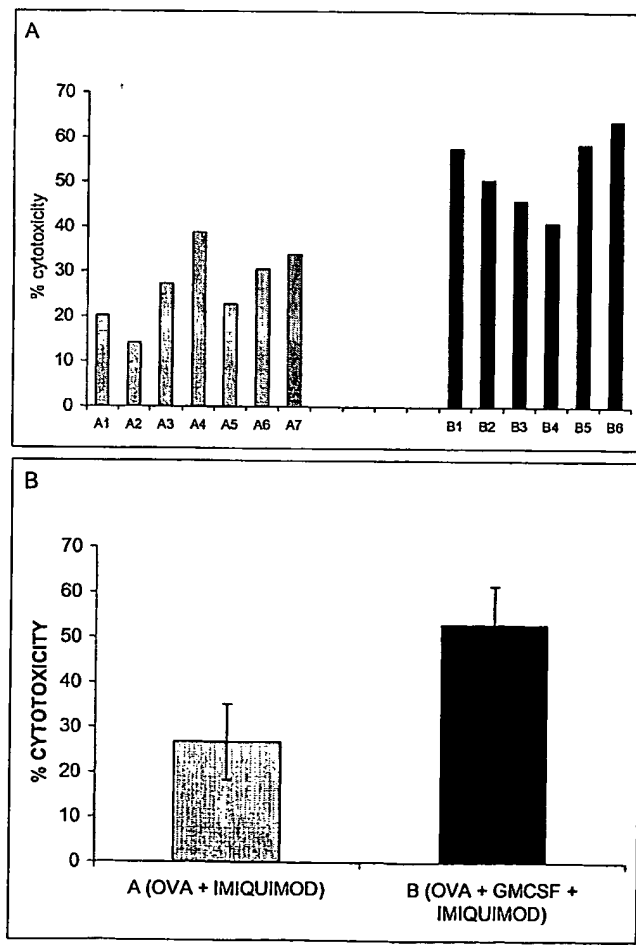 A
70
60
50
40
30
20
10
0
% cytotoxicity
A1 A2 A3 A4 A5 A6 A7 B1 B2 B3 B4 B5 B6
B
70
60
50
40
30
20
10
0
% CYTOTOXICITY
A (OVA + IMIQUIMOD)
B (OVA + GMCSF +
IMIQUIMOD)